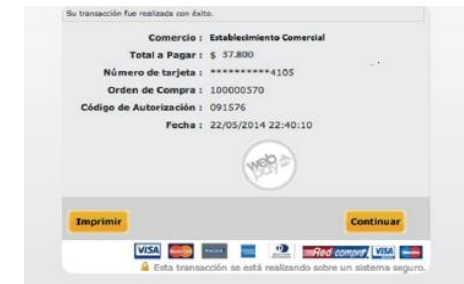 Su transacción fue realizada con éxito.
Comercio : Establecimiento Comercial
Total a Pagar : $ 37.800
Número de tarjeta : **********4105
Orden de Compra : 100000570
Código de Autorización : 091576
Fecha : 22/05/2014 22:40:10
web pay
Imprimir Continuar
VISA Red compra VISA
Esta transacción se está realizando sobre un sistema seguro.